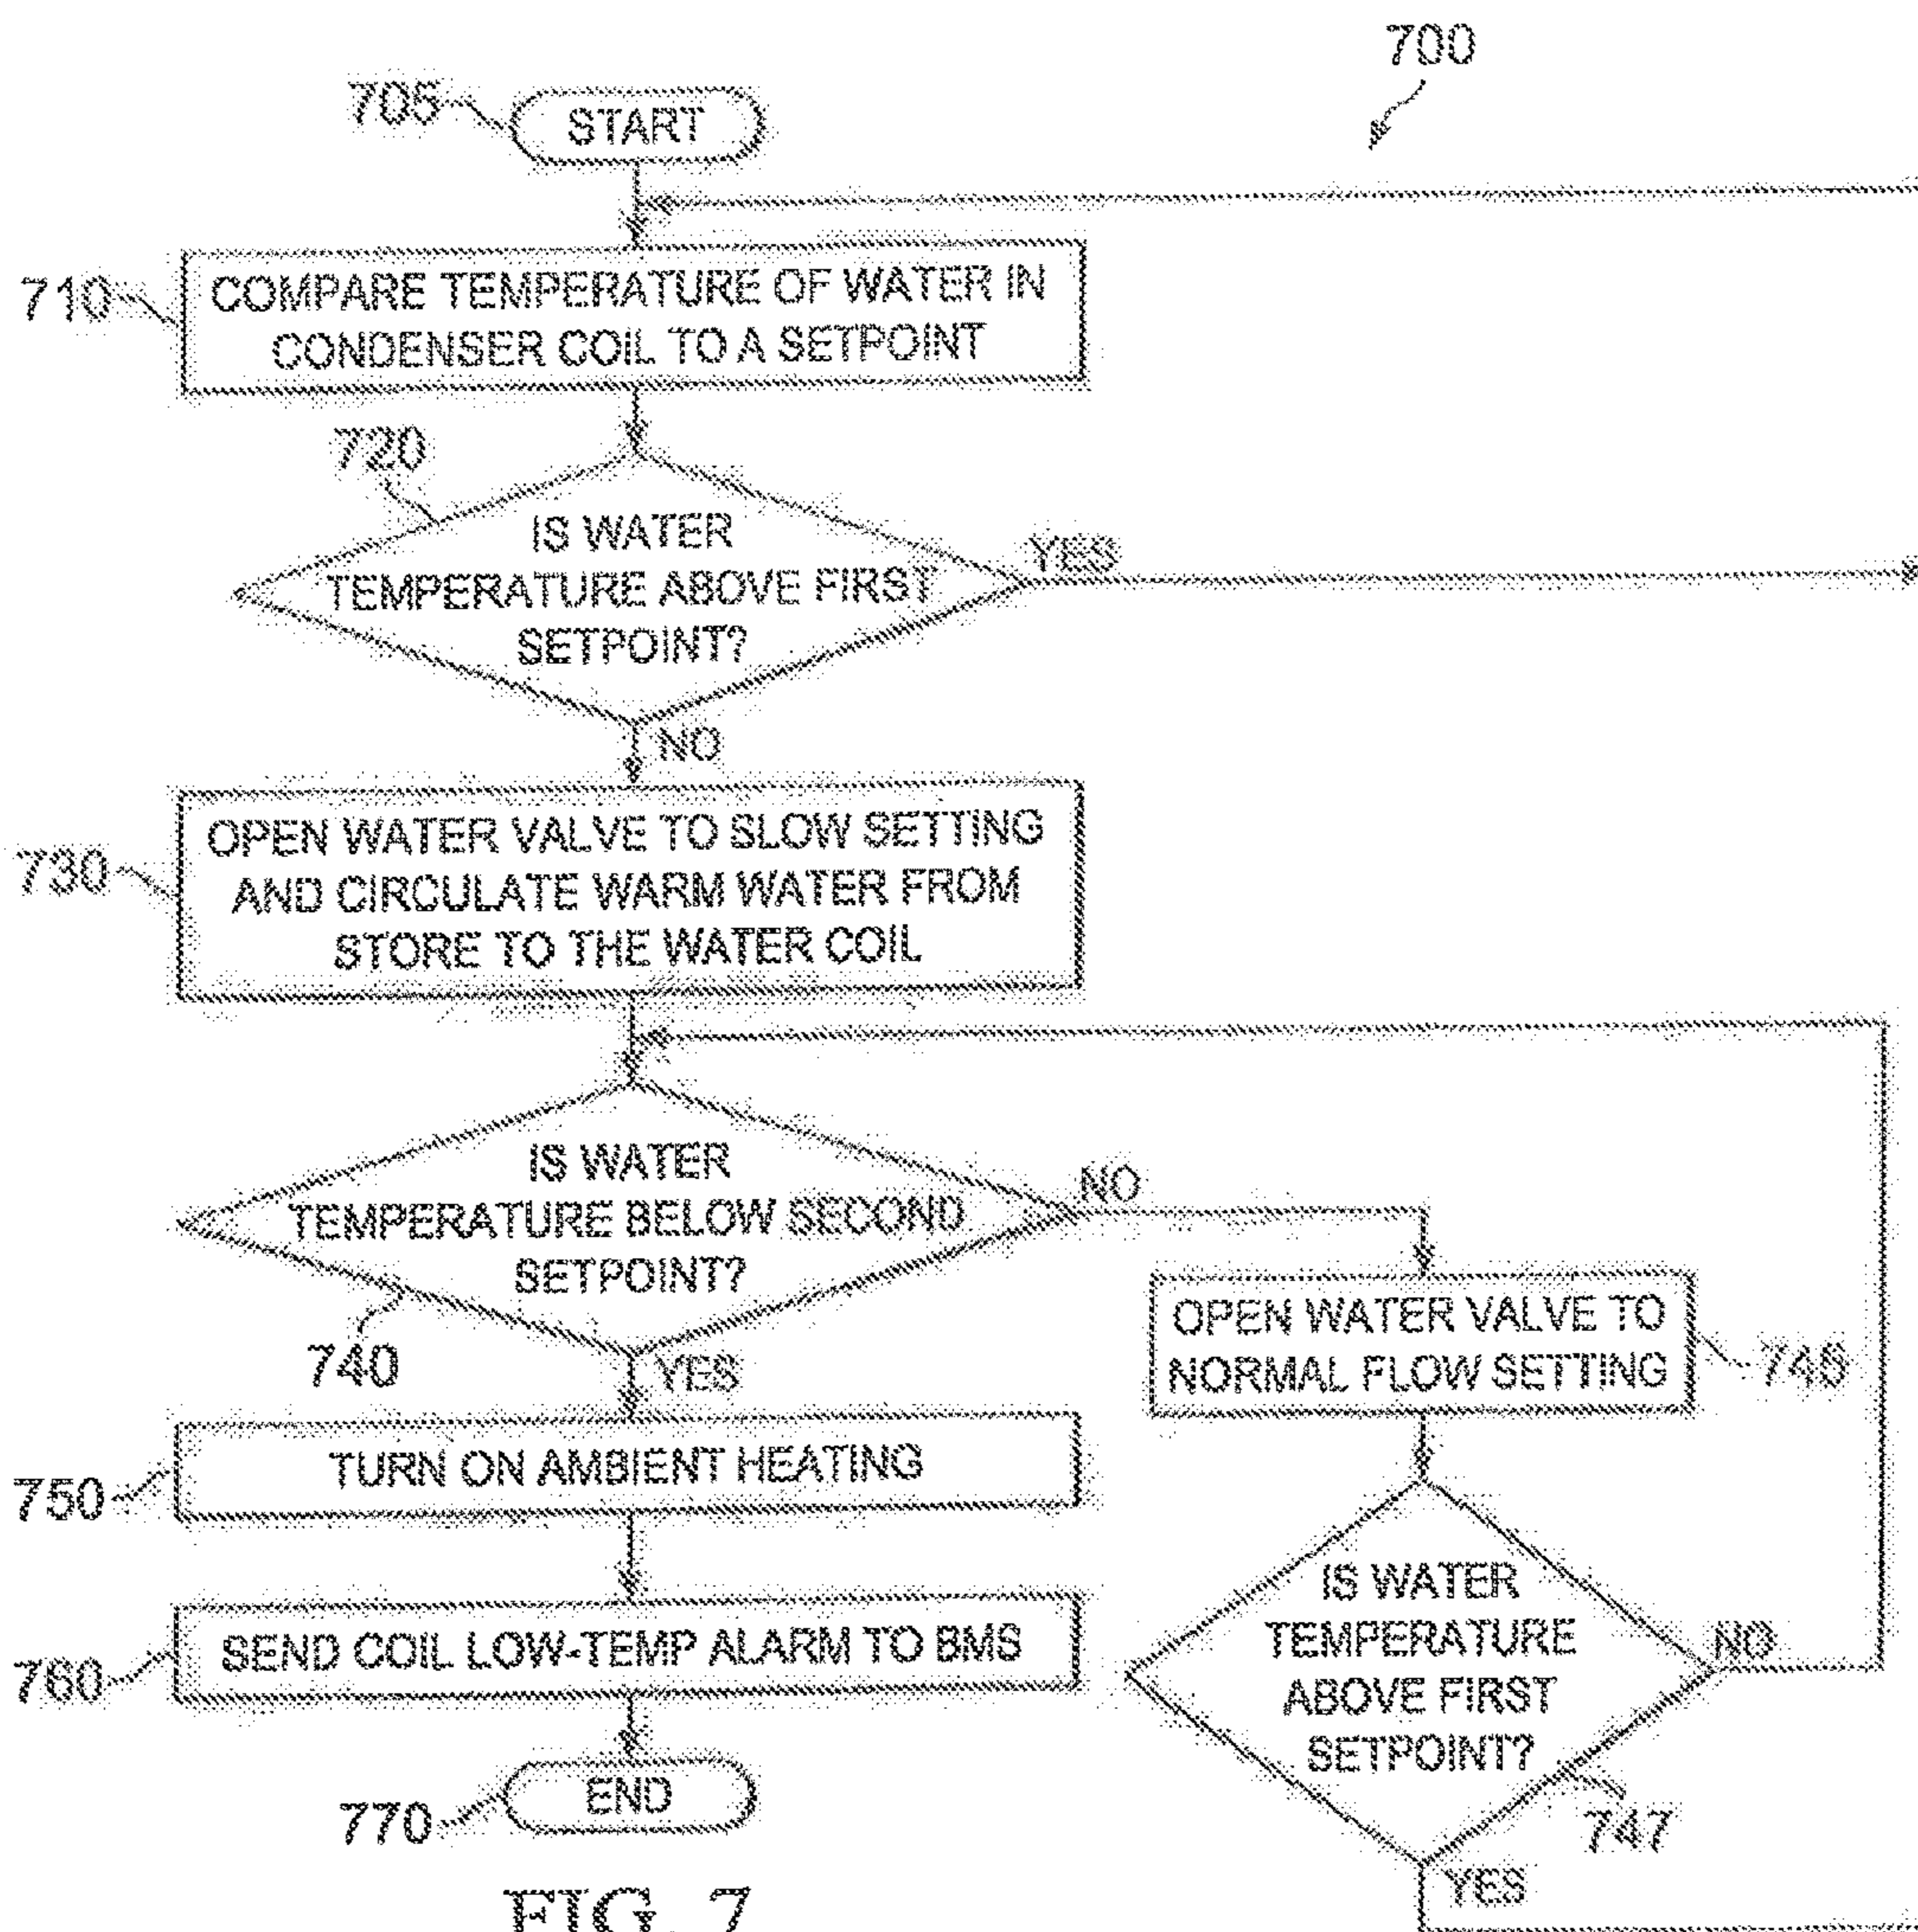 700
705
START
710
COMPARE TEMPERATURE OF WATER IN
CONDENSER COIL TO A SETPOINT
720
IS WATER
TEMPERATURE ABOVE FIRST
SETPOINT?
YES
NO
730
OPEN WATER VALVE TO SLOW SETTING
AND CIRCULATE WARM WATER FROM
STORE TO THE WATER COIL
IS WATER
TEMPERATURE BELOW SECOND
SETPOINT?
NO
740
YES
OPEN WATER VALVE TO
NORMAL FLOW SETTING
750
TURN ON AMBIENT HEATING
IS WATER
TEMPERATURE
ABOVE FIRST
SETPOINT?
NO
760
SEND COIL LOW-TEMP ALARM TO BMS
770
END
747
YES
FIG. 7